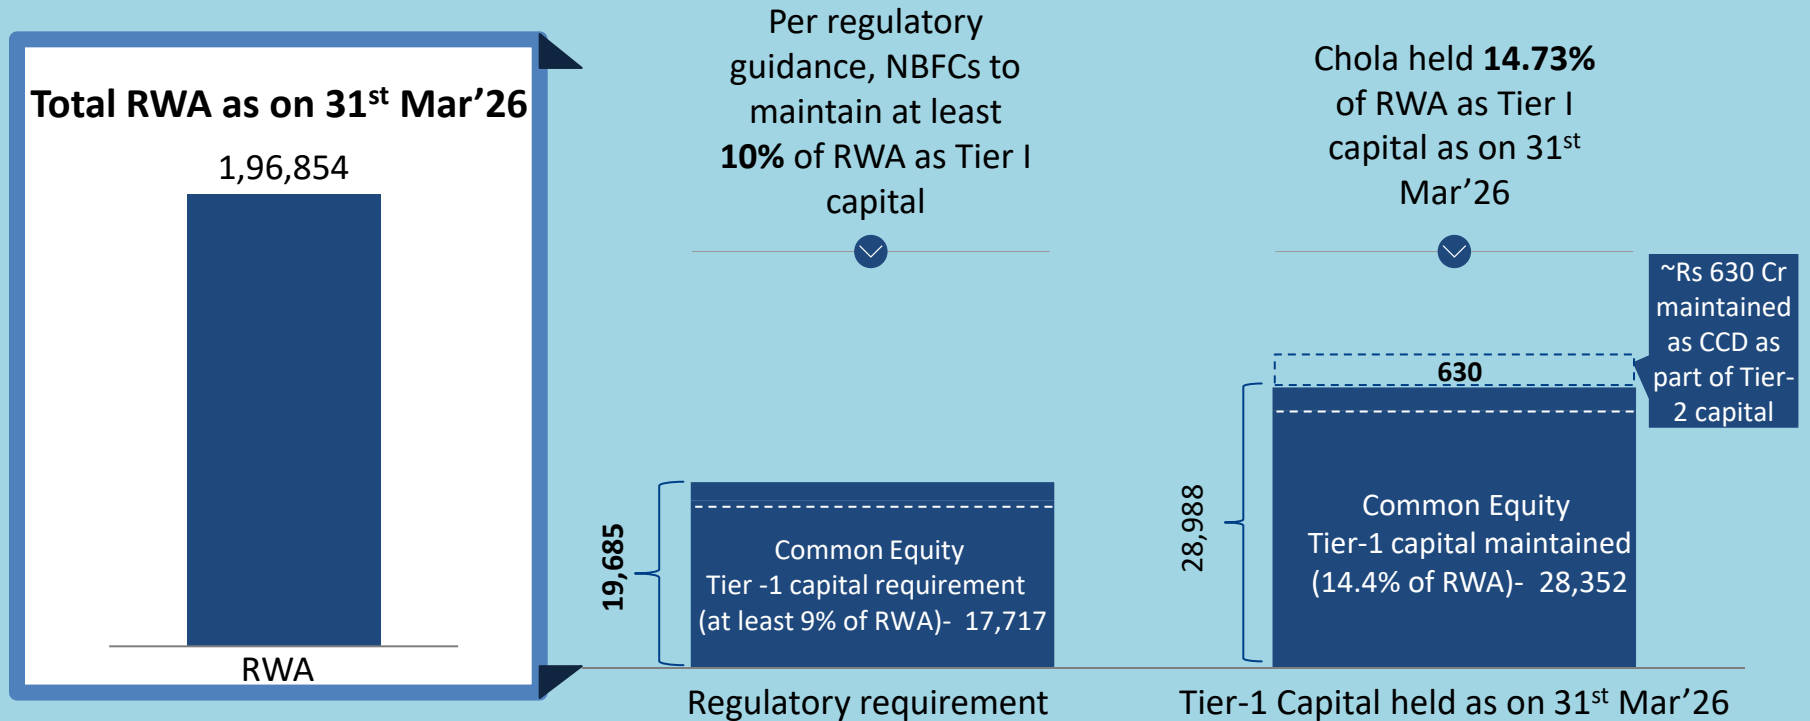 Total RWA as on 31st Mar’26
1,96,854
RWA
Per regulatory
guidance, NBFCs to
maintain at least
10% of RWA as Tier I
capital
19,685
Common Equity
Tier -1 capital requirement
(at least 9% of RWA)- 17,717
Regulatory requirement
Chola held 14.73%
of RWA as Tier I
capital as on 31st
Mar’26
~Rs 630 Cr
maintained
as CCD as
part of Tier-
2 capital
630
28,988
Common Equity
Tier-1 capital maintained
(14.4% of RWA)- 28,352
Tier-1 Capital held as on 31st Mar’26